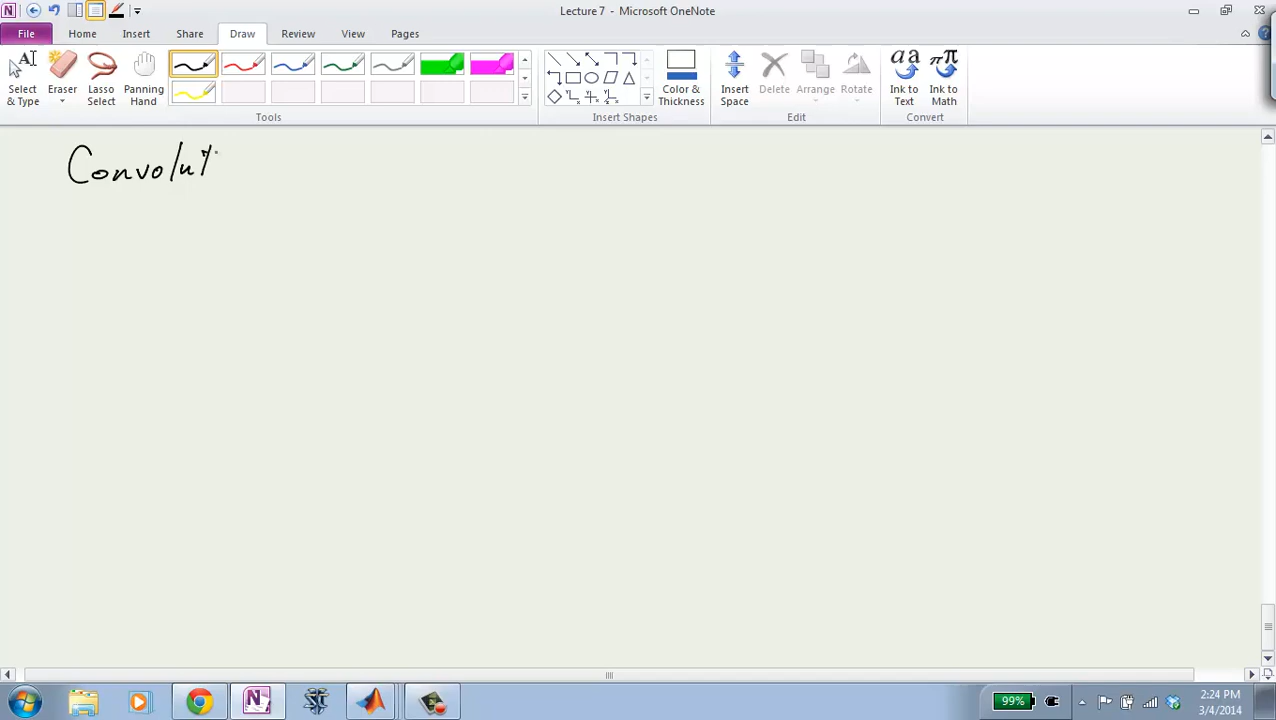 Lecture 7 - Microsoft OneNote
File Home Insert Share Draw Review View Pages
Select & Type
Eraser
Lasso Select
Panning Hand
Color & Thickness
Insert Space
Delete
Arrange
Rotate
Ink to Text
Ink to Math
Tools
Insert Shapes
Edit
Convert
Convolut
99%
2:24 PM
3/4/2014